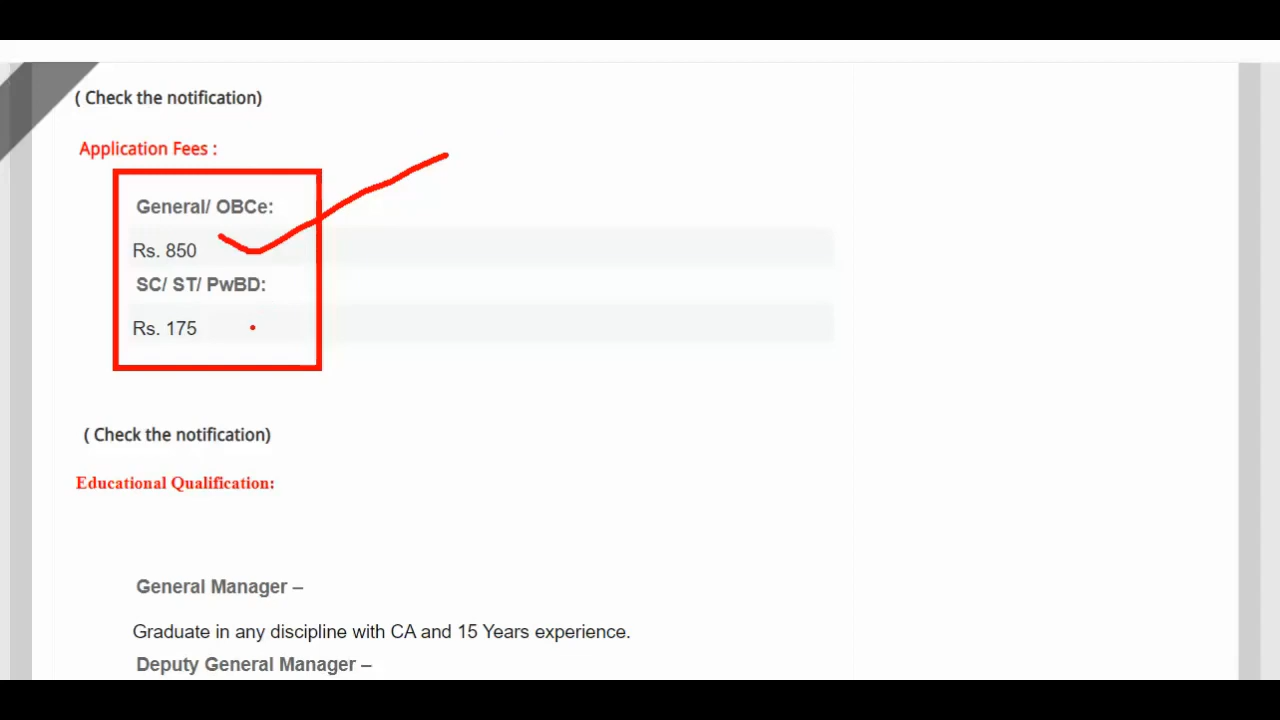 ( Check the notification)
Application Fees :
General/ OBCe:
Rs. 850
SC/ ST/ PwBD:
Rs. 175
( Check the notification)
Educational Qualification:
General Manager –
Graduate in any discipline with CA and 15 Years experience.
Deputy General Manager –